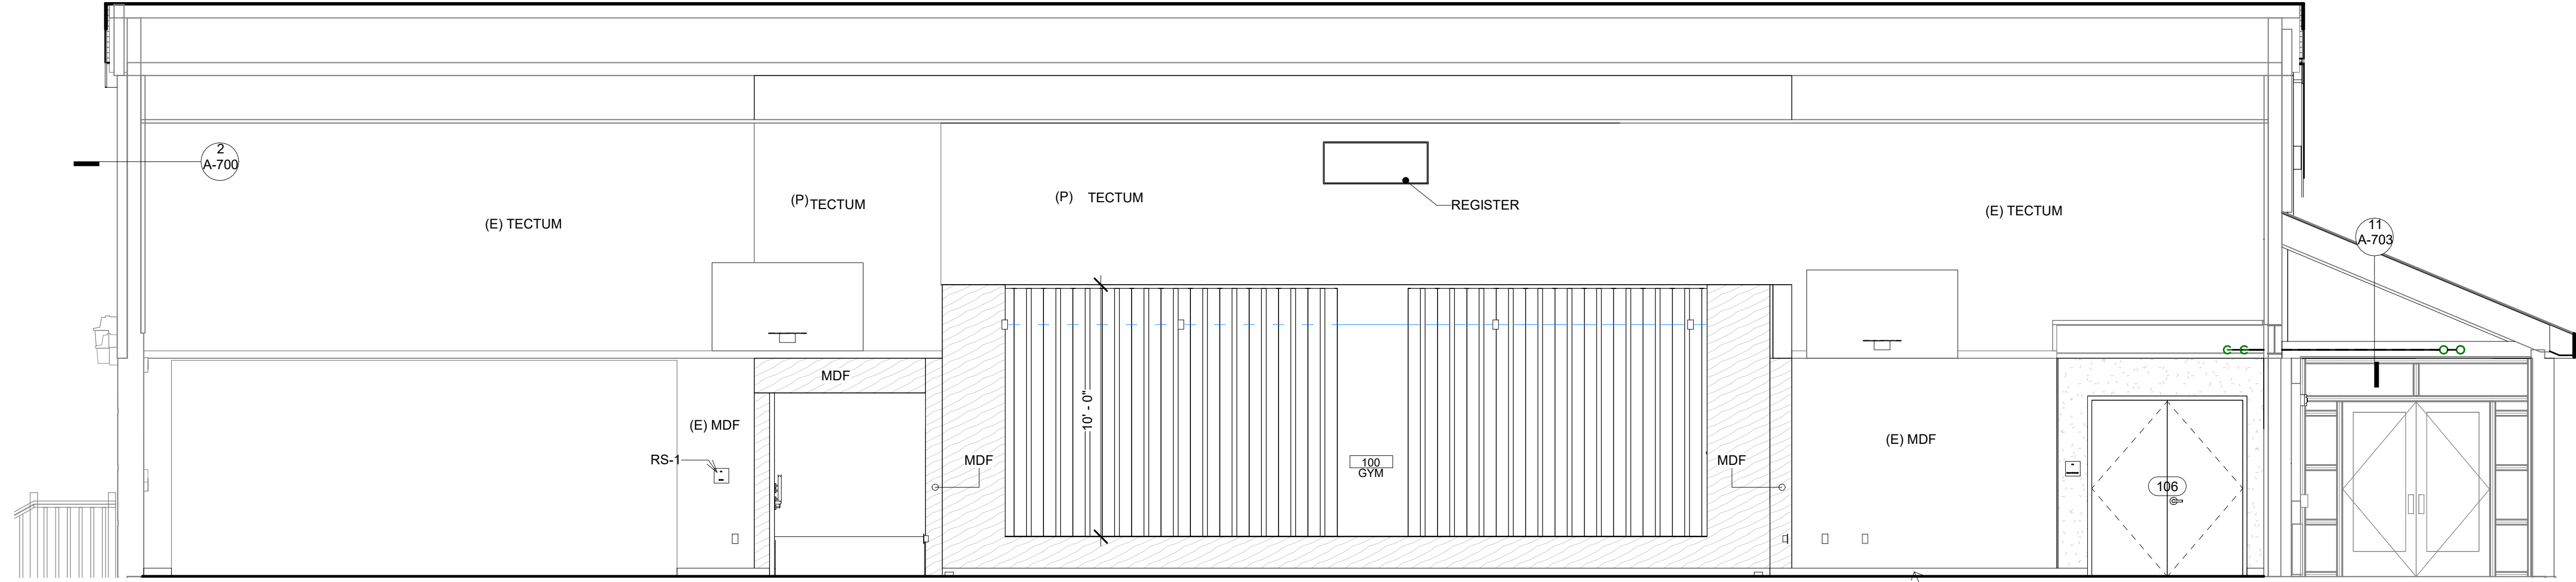 2
A-700
(E) TECTUM
(P) TECTUM
(P) TECTUM
REGISTER
(E) TECTUM
11
A-703
MDF
10' - 0"
(E) MDF
RS-1
MDF
100
GYM
MDF
(E) MDF
106